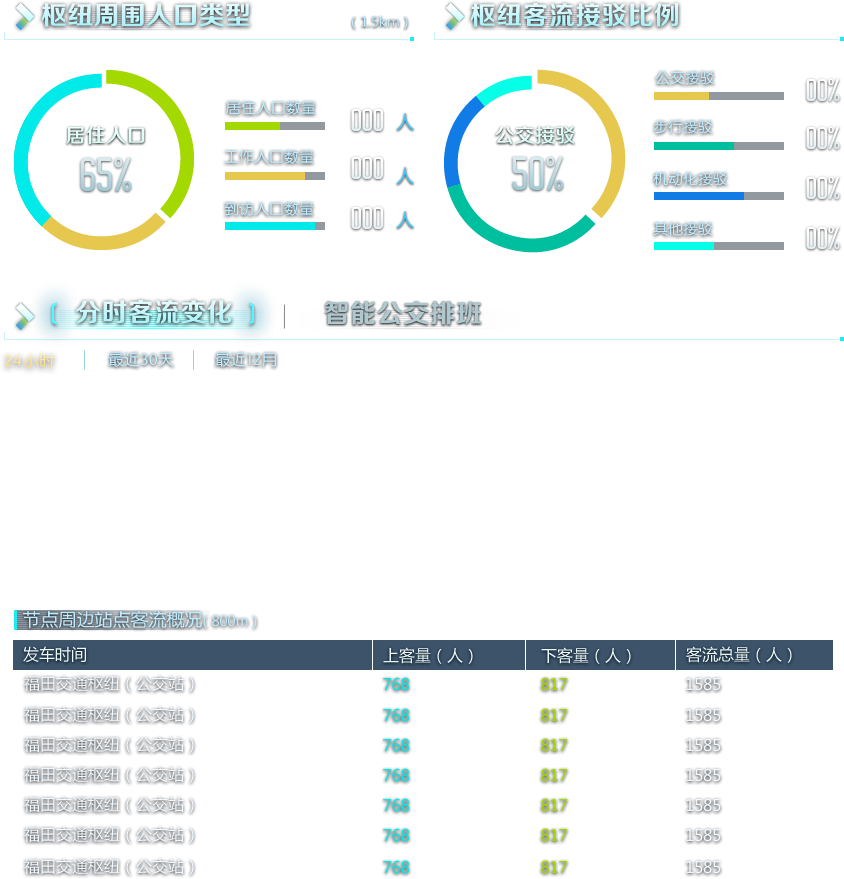 枢纽周围人口类型 ( 1.5km )
居住人口
65%
居住人口数量 000 人
工作人口数量 000 人
到访人口数量 000 人
枢纽客流接驳比例
公交接驳
50%
公交接驳 00%
步行接驳 00%
机动化接驳 00%
其他接驳 00%
( 分时客流变化 ) | 智能公交排班
24小时 | 最近30天 | 最近12月
节点周边站点客流概况( 800m )
发车时间 上客量 ( 人 ) 下客量 ( 人 ) 客流总量 ( 人 )
福田交通枢纽 ( 公交站 ) 768 817 1585
福田交通枢纽 ( 公交站 ) 768 817 1585
福田交通枢纽 ( 公交站 ) 768 817 1585
福田交通枢纽 ( 公交站 ) 768 817 1585
福田交通枢纽 ( 公交站 ) 768 817 1585
福田交通枢纽 ( 公交站 ) 768 817 1585
福田交通枢纽 ( 公交站 ) 768 817 1585